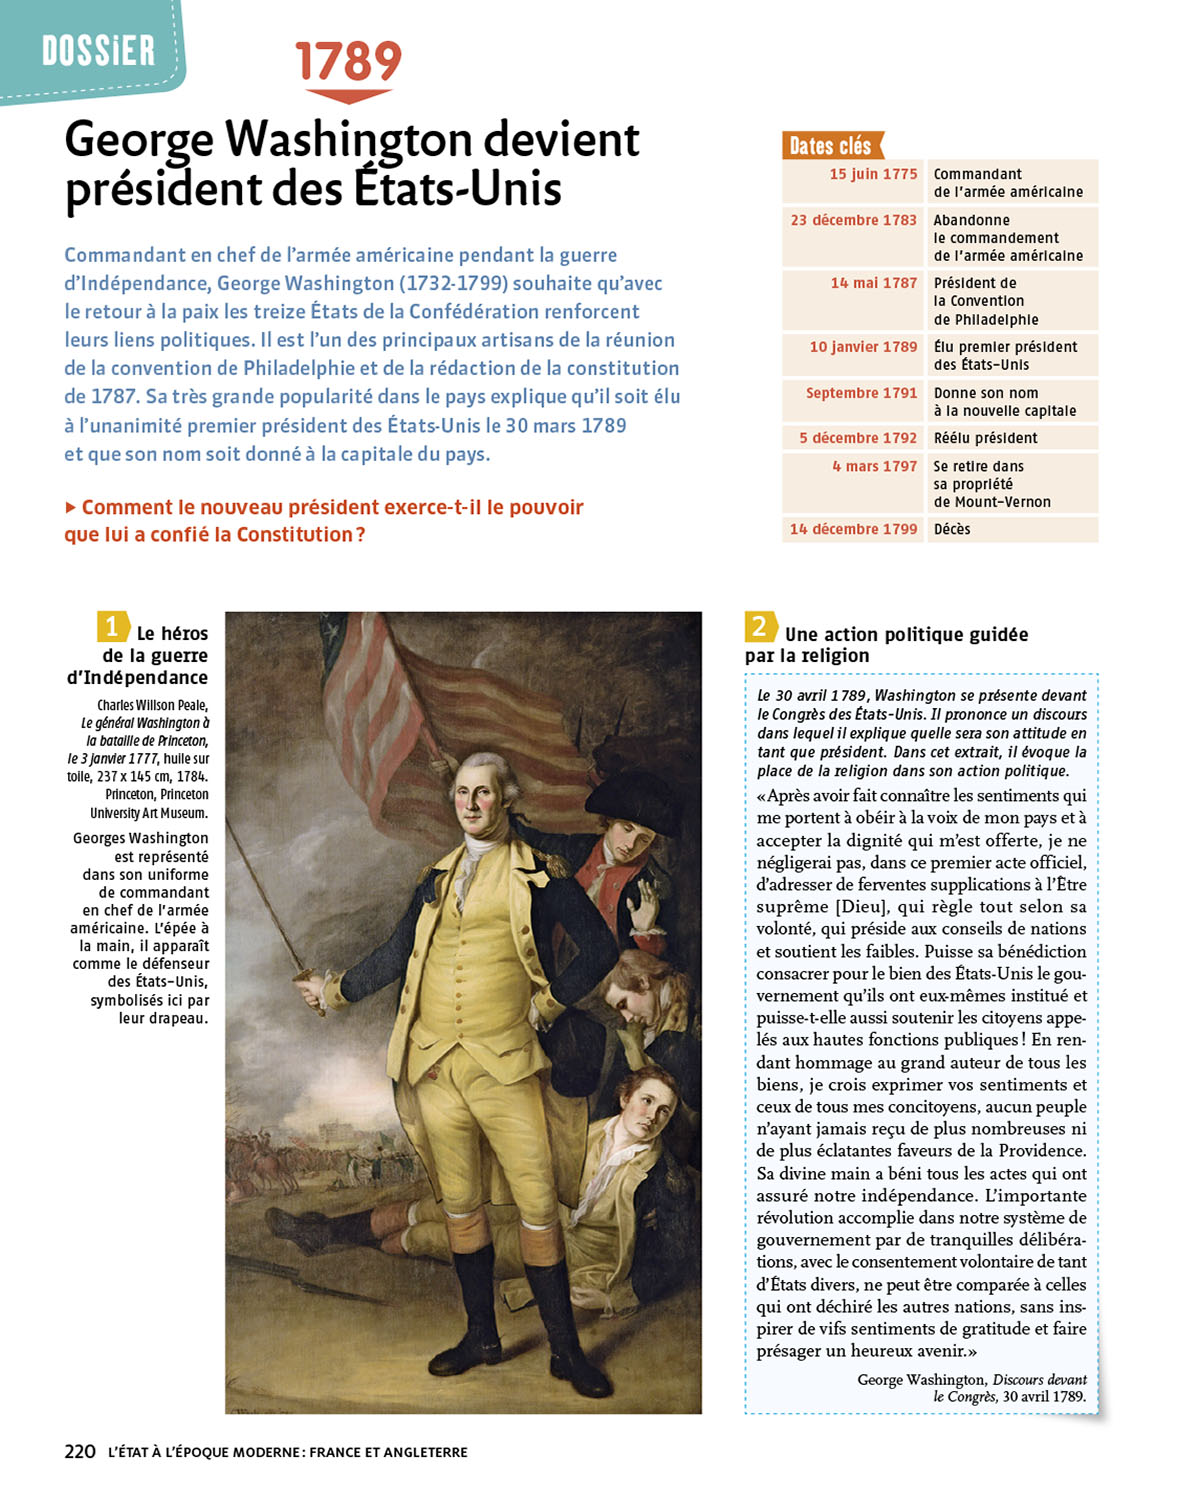 DOSSiER
1789
George Washington devient
président des États-Unis
Commandant en chef de l'armée américaine pendant la guerre
d'Indépendance, George Washington (1732-1799) souhaite qu'avec
le retour à la paix les treize États de la Confédération renforcent
leurs liens politiques. Il est l'un des principaux artisans de la réunion
de la convention de Philadelphie et de la rédaction de la constitution
de 1787. Sa très grande popularité dans le pays explique qu'il soit élu
à l'unanimité premier président des États-Unis le 30 mars 1789
et que son nom soit donné à la capitale du pays.
▶ Comment le nouveau président exerce-t-il le pouvoir
que lui a confié la Constitution ?
Dates clés
15 juin 1775 Commandant
de l'armée américaine
23 décembre 1783 Abandonne
le commandement
de l'armée américaine
14 mai 1787 Président de
la Convention
de Philadelphie
10 janvier 1789 Élu premier président
des États-Unis
Septembre 1791 Donne son nom
à la nouvelle capitale
5 décembre 1792 Réélu président
4 mars 1797 Se retire dans
sa propriété
de Mount-Vernon
14 décembre 1799 Décès
1 Le héros
de la guerre
d'Indépendance
Charles Willson Peale,
Le général Washington à
la bataille de Princeton,
le 3 janvier 1777, huile sur
toile, 237 x 145 cm, 1784.
Princeton, Princeton
University Art Museum.
Georges Washington
est représenté
dans son uniforme
de commandant
en chef de l'armée
américaine. L'épée à
la main, il apparaît
comme le défenseur
des États-Unis,
symbolisés ici par
leur drapeau.
2 Une action politique guidée
par la religion
Le 30 avril 1789, Washington se présente devant
le Congrès des États-Unis. Il prononce un discours
dans lequel il explique quelle sera son attitude en
tant que président. Dans cet extrait, il évoque la
place de la religion dans son action politique.
«Après avoir fait connaître les sentiments qui
me portent à obéir à la voix de mon pays et à
accepter la dignité qui m'est offerte, je ne
négligerai pas, dans ce premier acte officiel,
d'adresser de ferventes supplications à l'Être
suprême [Dieu], qui règle tout selon sa
volonté, qui préside aux conseils de nations
et soutient les faibles. Puisse sa bénédiction
consacrer pour le bien des États-Unis le gou-
vernement qu'ils ont eux-mêmes institué et
puisse-t-elle aussi soutenir les citoyens appe-
lés aux hautes fonctions publiques ! En ren-
dant hommage au grand auteur de tous les
biens, je crois exprimer vos sentiments et
ceux de tous mes concitoyens, aucun peuple
n'ayant jamais reçu de plus nombreuses ni
de plus éclatantes faveurs de la Providence.
Sa divine main a béni tous les actes qui ont
assuré notre indépendance. L'importante
révolution accomplie dans notre système de
gouvernement par de tranquilles délibéra-
tions, avec le consentement volontaire de tant
d'États divers, ne peut être comparée à celles
qui ont déchiré les autres nations, sans ins-
pirer de vifs sentiments de gratitude et faire
présager un heureux avenir.»
George Washington, Discours devant
le Congrès, 30 avril 1789.
220 L'ÉTAT À L'ÉPOQUE MODERNE : FRANCE ET ANGLETERRE